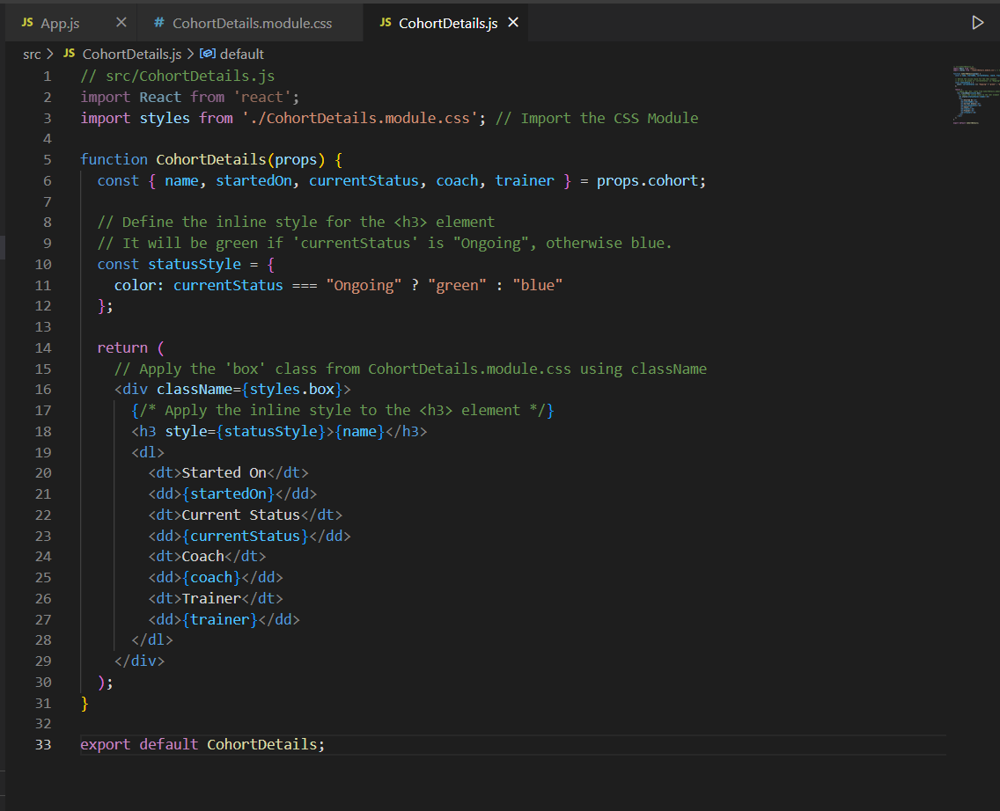 JS App.js × # CohortDetails.module.css JS CohortDetails.js ×
src > JS CohortDetails.js > default
1 // src/CohortDetails.js
2 import React from 'react';
3 import styles from './CohortDetails.module.css'; // Import the CSS Module
4
5 function CohortDetails(props) {
6   const { name, startedOn, currentStatus, coach, trainer } = props.cohort;
7
8   // Define the inline style for the <h3> element
9   // It will be green if 'currentStatus' is "Ongoing", otherwise blue.
10   const statusStyle = {
11     color: currentStatus === "Ongoing" ? "green" : "blue"
12   };
13
14   return (
15     // Apply the 'box' class from CohortDetails.module.css using className
16     <div className={styles.box}>
17       {/* Apply the inline style to the <h3> element */}
18       <h3 style={statusStyle}>{name}</h3>
19       <dl>
20         <dt>Started On</dt>
21         <dd>{startedOn}</dd>
22         <dt>Current Status</dt>
23         <dd>{currentStatus}</dd>
24         <dt>Coach</dt>
25         <dd>{coach}</dd>
26         <dt>Trainer</dt>
27         <dd>{trainer}</dd>
28       </dl>
29     </div>
30   );
31 }
32
33 export default CohortDetails;